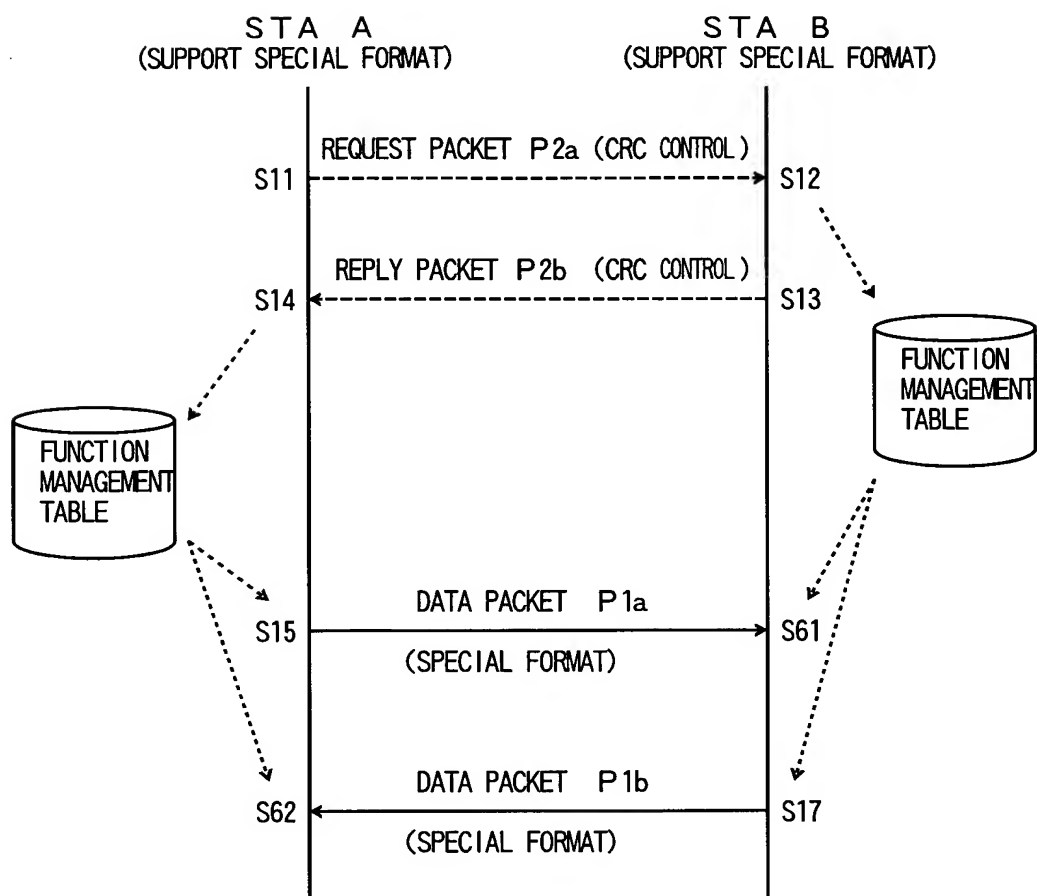 STA A
(SUPPORT SPECIAL FORMAT)
STA B
(SUPPORT SPECIAL FORMAT)
REQUEST PACKET P2a (CRC CONTROL)
S11
S12
REPLY PACKET P2b (CRC CONTROL)
S14
S13
FUNCTION
MANAGEMENT
TABLE
FUNCTION
MANAGEMENT
TABLE
DATA PACKET P1a
S15
S61
(SPECIAL FORMAT)
DATA PACKET P1b
S62
S17
(SPECIAL FORMAT)